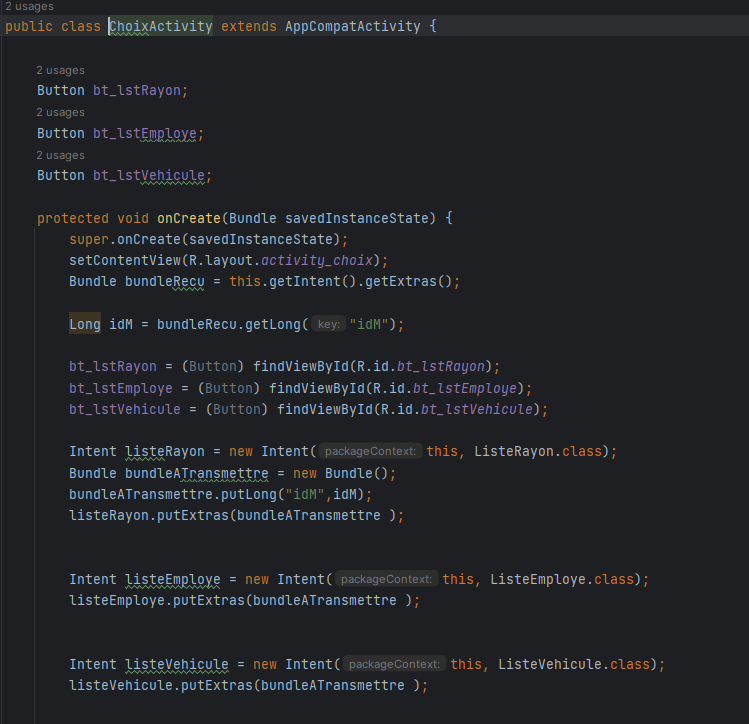 2 usages
public class ChoixActivity extends AppCompatActivity {
2 usages
Button bt_lstRayon;
2 usages
Button bt_lstEmploye;
2 usages
Button bt_lstVehicule;
protected void onCreate(Bundle savedInstanceState) {
super.onCreate(savedInstanceState);
setContentView(R.layout.activity_choix);
Bundle bundleRecu = this.getIntent().getExtras();
Long idM = bundleRecu.getLong( key: "idM");
bt_lstRayon = (Button) findViewById(R.id.bt_lstRayon);
bt_lstEmploye = (Button) findViewById(R.id.bt_lstEmploye);
bt_lstVehicule = (Button) findViewById(R.id.bt_lstVehicule);
Intent listeRayon = new Intent( packageContext: this, ListeRayon.class);
Bundle bundleATransmettre = new Bundle();
bundleATransmettre.putLong("idM",idM);
listeRayon.putExtras(bundleATransmettre );
Intent listeEmploye = new Intent( packageContext: this, ListeEmploye.class);
listeEmploye.putExtras(bundleATransmettre );
Intent listeVehicule = new Intent( packageContext: this, ListeVehicule.class);
listeVehicule.putExtras(bundleATransmettre );